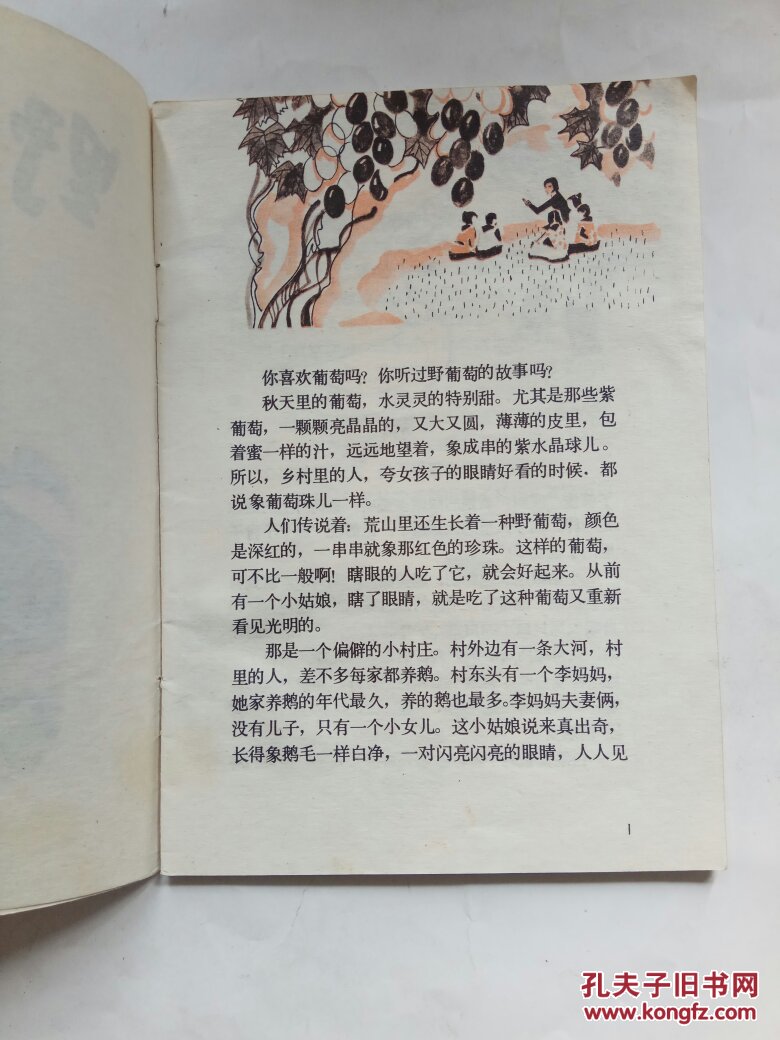 野
你喜欢葡萄吗？你听过野葡萄的故事吗？
秋天里的葡萄，水灵灵的特别甜。尤其是那些紫
葡萄，一颗颗亮晶晶的，又大又圆，薄薄的皮里，包
着蜜一样的汁，远远地望着，象成串的紫水晶球儿。
所以，乡村里的人，夸女孩子的眼睛好看的时候．都
说象葡萄珠儿一样。
人们传说着：荒山里还生长着一种野葡萄，颜色
是深红的，一串串就象那红色的珍珠。这样的葡萄，
可不比一般啊！瞎眼的人吃了它，就会好起来。从前
有一个小姑娘，瞎了眼睛，就是吃了这种葡萄又重新
看见光明的。
那是一个偏僻的小村庄。村外边有一条大河，村
里的人，差不多每家都养鹅。村东头有一个李妈妈，
她家养鹅的年代最久，养的鹅也最多。李妈妈夫妻俩，
没有儿子，只有一个小女儿。这小姑娘说来真出奇，
长得象鹅毛一样白净，一对闪亮闪亮的眼睛，人人见
1
孔夫子旧书网
www.kongfz.com